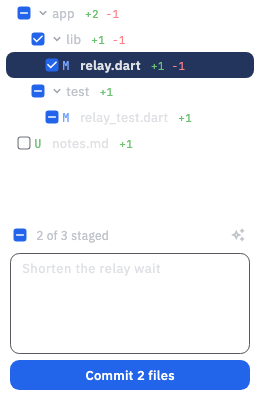 app +2 -1
lib +1 -1
M relay.dart +1 -1
test +1
M relay_test.dart +1
U notes.md +1
2 of 3 staged
Shorten the relay wait
Commit 2 files